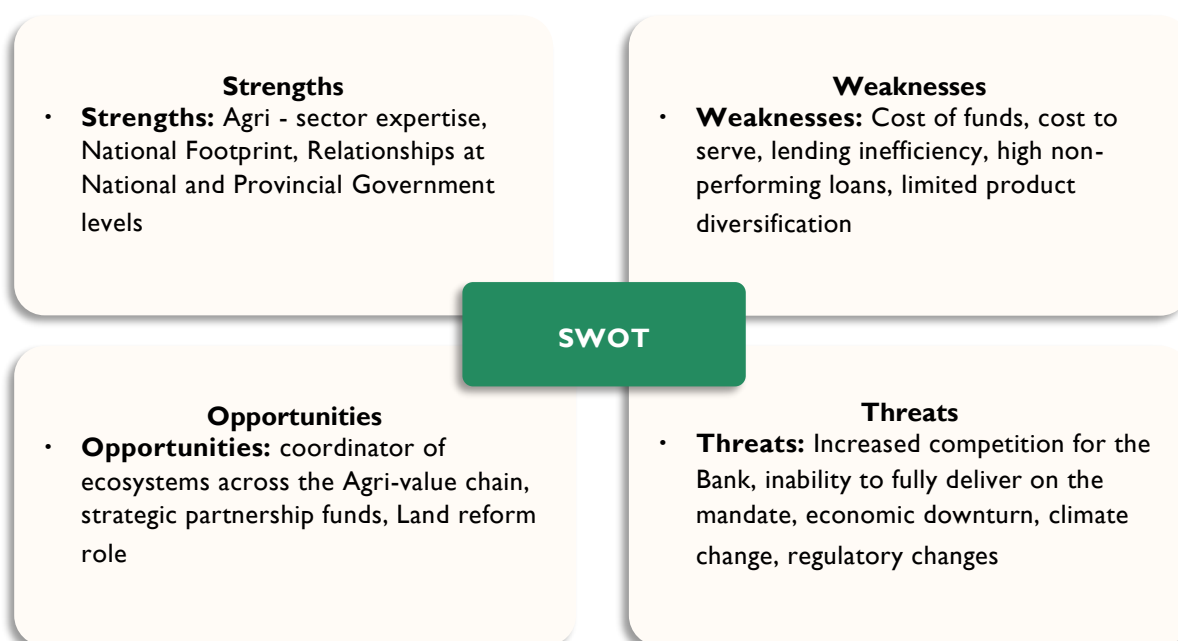 Strengths
• Strengths: Agri - sector expertise,
National Footprint, Relationships at
National and Provincial Government
levels
Weaknesses
• Weaknesses: Cost of funds, cost to
serve, lending inefficiency, high non-
performing loans, limited product
diversification
SWOT
Opportunities
• Opportunities: coordinator of
ecosystems across the Agri-value chain,
strategic partnership funds, Land reform
role
Threats
• Threats: Increased competition for the
Bank, inability to fully deliver on the
mandate, economic downturn, climate
change, regulatory changes